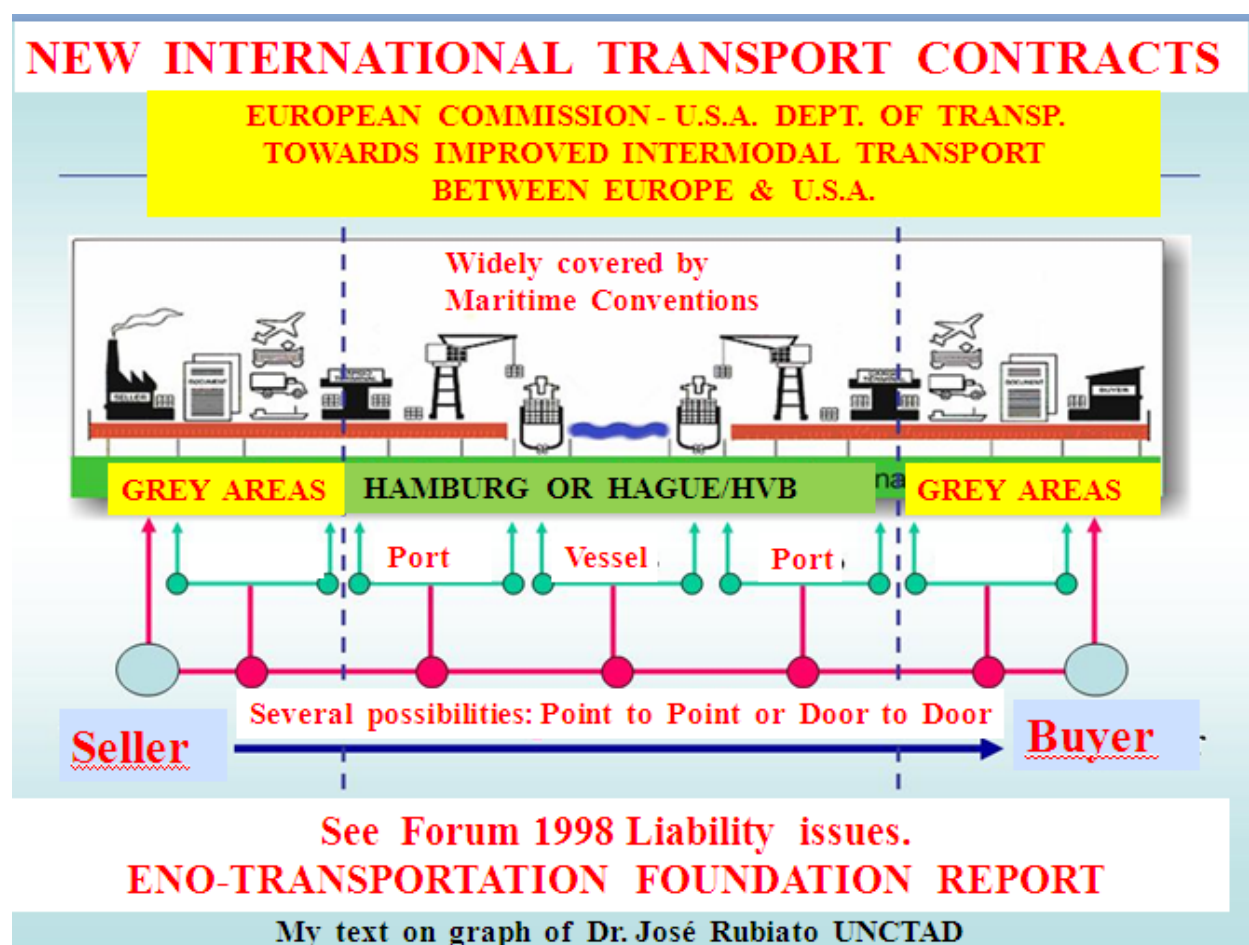 NEW INTERNATIONAL TRANSPORT CONTRACTS
EUROPEAN COMMISSION - U.S.A. DEPT. OF TRANSP.
TOWARDS IMPROVED INTERMODAL TRANSPORT
BETWEEN EUROPE & U.S.A.
Widely covered by
Maritime Conventions
SELLER
DOCUMENT
DOCUMENT
BUYER
GREY AREAS
HAMBURG OR HAGUE/HVB
na
GREY AREAS
Port
Vessel
Port
Several possibilities: Point to Point or Door to Door
Seller
Buyer
See Forum 1998 Liability issues.
ENO-TRANSPORTATION FOUNDATION REPORT
My text on graph of Dr. José Rubiato UNCTAD